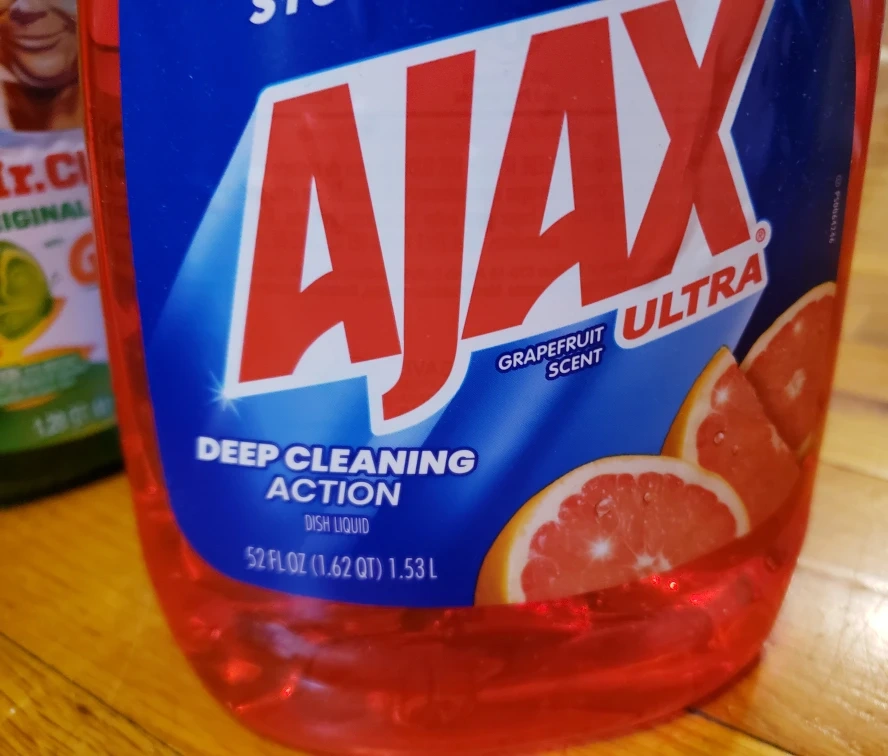 AJAX®
ULTRA
GRAPEFRUIT
SCENT
DEEP CLEANING
ACTION
DISH LIQUID
52 FL OZ (1.62 QT) 1.53 L